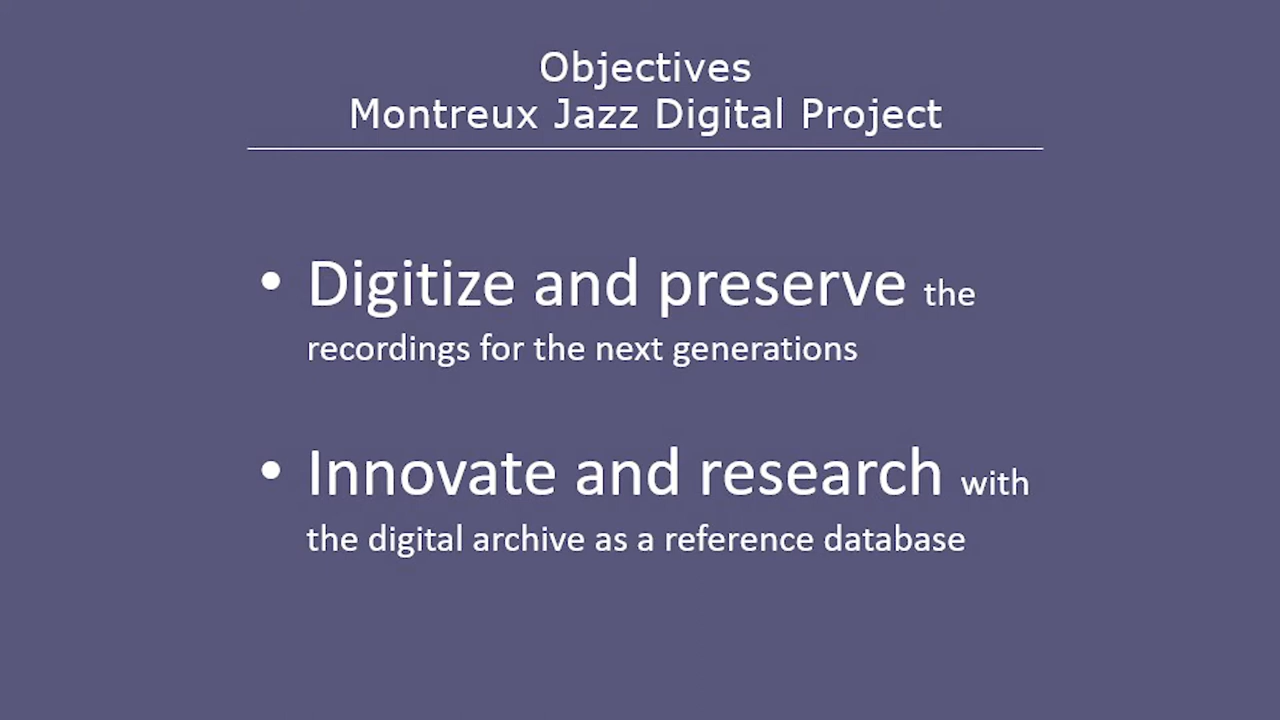 Objectives
Montreux Jazz Digital Project
• Digitize and preserve the
recordings for the next generations
• Innovate and research with
the digital archive as a reference database